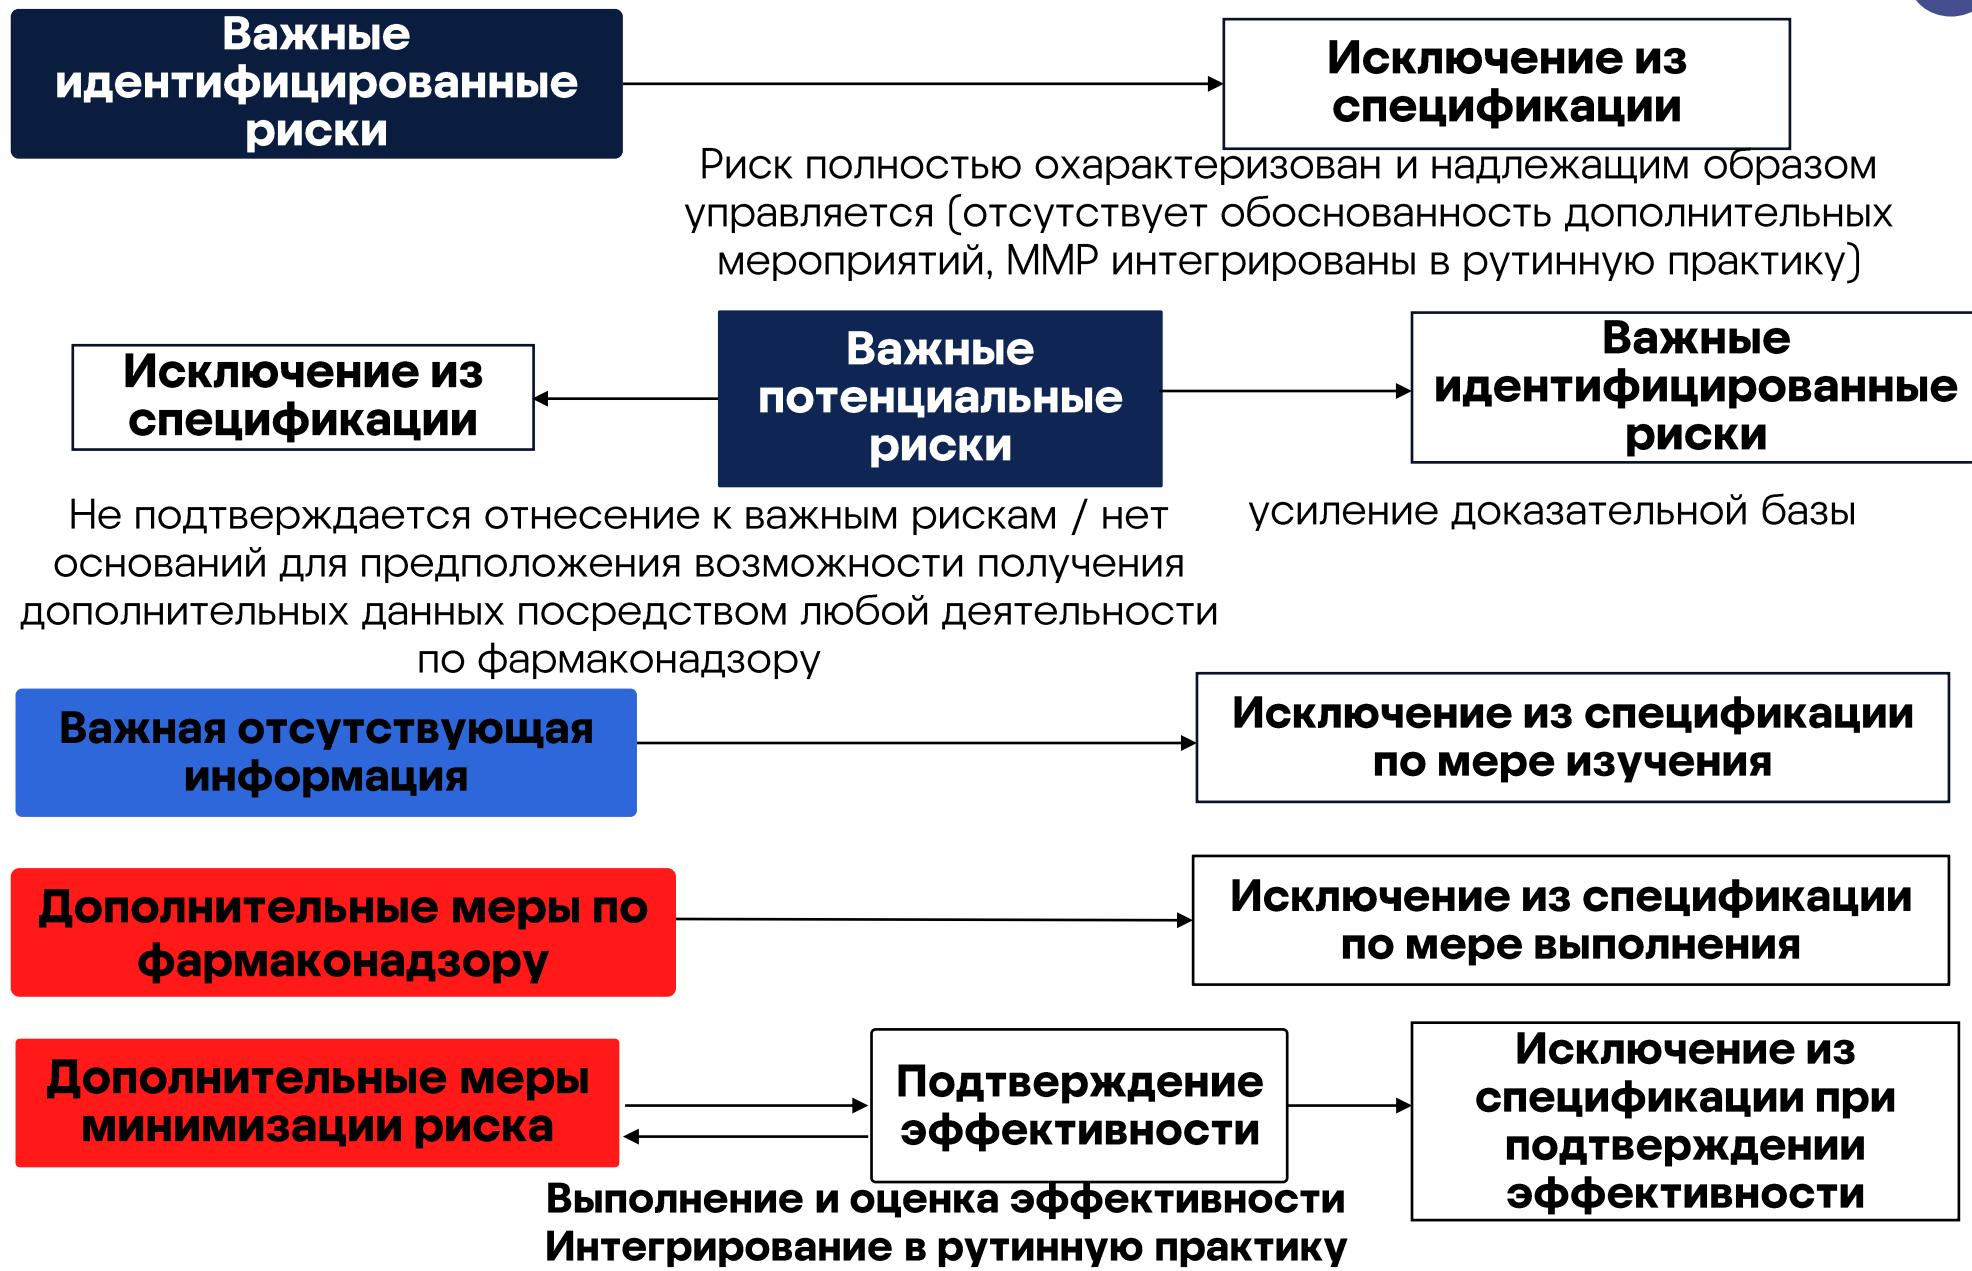 Важные
идентифицированные
риски
Исключение из
спецификации
Риск полностью охарактеризован и надлежащим образом
управляется (отсутствует обоснованность дополнительных
мероприятий, ММР интегрированы в рутинную практику)
Исключение из
спецификации
Важные
потенциальные
риски
Важные
идентифицированные
риски
Не подтверждается отнесение к важным рискам / нет
оснований для предположения возможности получения
дополнительных данных посредством любой деятельности
по фармаконадзору
усиление доказательной базы
Важная отсутствующая
информация
Исключение из спецификации
по мере изучения
Дополнительные меры по
фармаконадзору
Исключение из спецификации
по мере выполнения
Дополнительные меры
минимизации риска
Подтверждение
эффективности
Исключение из
спецификации при
подтверждении
эффективности
Выполнение и оценка эффективности
Интегрирование в рутинную практику